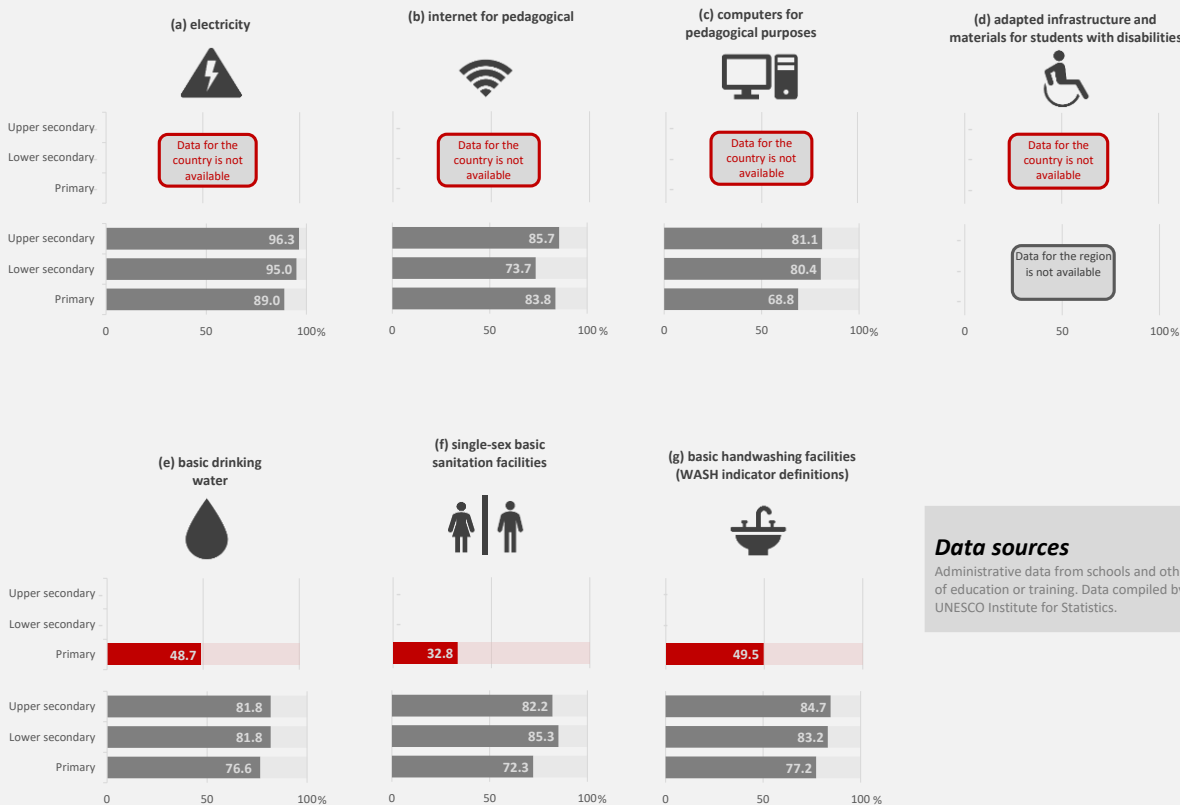 (a) electricity
(b) internet for pedagogical
(c) computers for
pedagogical purposes
(d) adapted infrastructure and
materials for students with disabilities
Upper secondary
Lower secondary
Primary
Data for the
country is not
available
Data for the
country is not
available
Data for the
country is not
available
Data for the
country is not
available
Upper secondary
96.3
85.7
81.1
Lower secondary
95.0
73.7
80.4
Primary
89.0
83.8
68.8
Data for the region
is not available
0 50 100%
0 50 100%
0 50 100%
0 50 100%
(e) basic drinking
water
(f) single-sex basic
sanitation facilities
(g) basic handwashing facilities
(WASH indicator definitions)
Upper secondary
Lower secondary
Primary
48.7
32.8
49.5
Upper secondary
81.8
82.2
84.7
Lower secondary
81.8
85.3
83.2
Primary
76.6
72.3
77.2
0 50 100%
0 50 100%
0 50 100%
Data sources
Administrative data from schools and
of education or training. Data compiled
UNESCO Institute for Statistics.